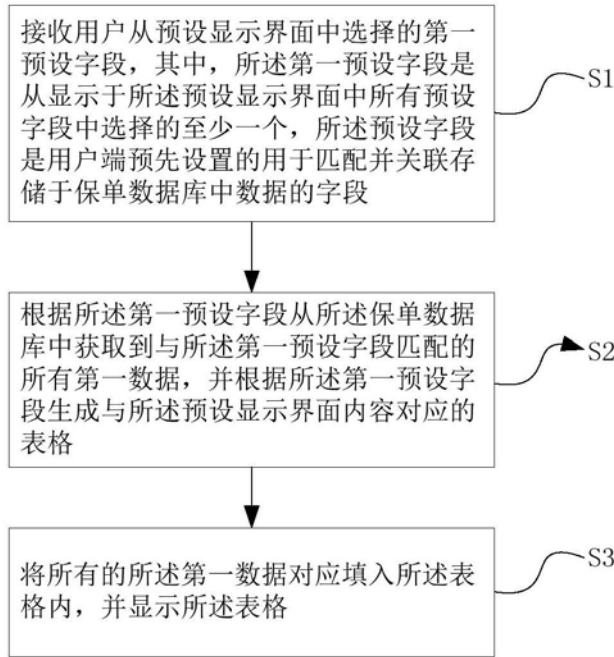 接收用户从预设显示界面中选择的第一
预设字段，其中，所述第一预设字段是
从显示于所述预设显示界面中所有预设
字段中选择的至少一个，所述预设字段
是用户端预先设置的用于匹配并关联存
储于保单数据库中数据的字段
S1
根据所述第一预设字段从所述保单数据
库中获取到与所述第一预设字段匹配的
所有第一数据，并根据所述第一预设字
段生成与所述预设显示界面内容对应的
表格
S2
将所有的所述第一数据对应填入所述表
格内，并显示所述表格
S3